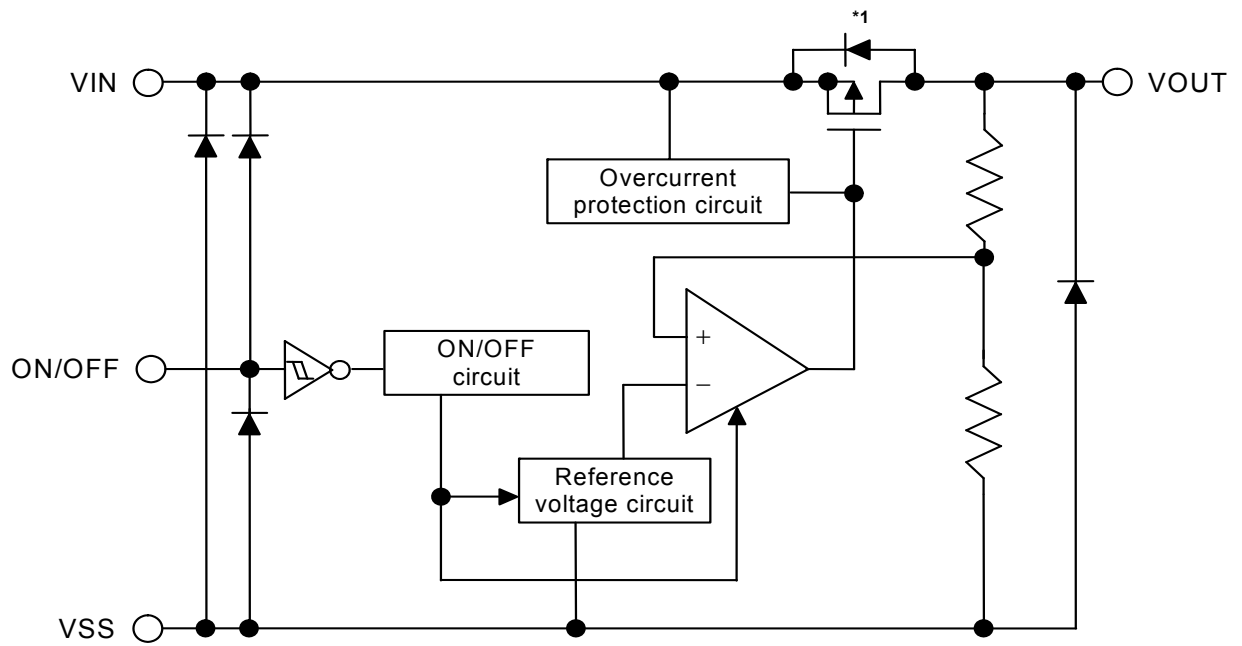 *1
VIN
VOUT
Overcurrent
protection circuit
+
−
ON/OFF
ON/OFF
circuit
Reference
voltage circuit
VSS